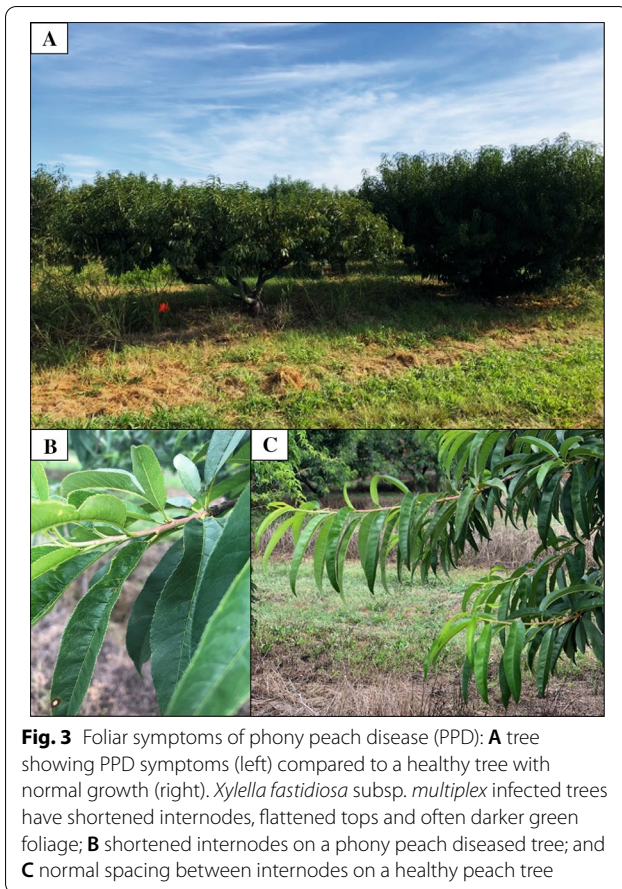 A
B
C
Fig. 3 Foliar symptoms of phony peach disease (PPD): A tree
showing PPD symptoms (left) compared to a healthy tree with
normal growth (right). Xylella fastidiosa subsp. multiplex infected trees
have shortened internodes, flattened tops and often darker green
foliage; B shortened internodes on a phony peach diseased tree; and
C normal spacing between internodes on a healthy peach tree